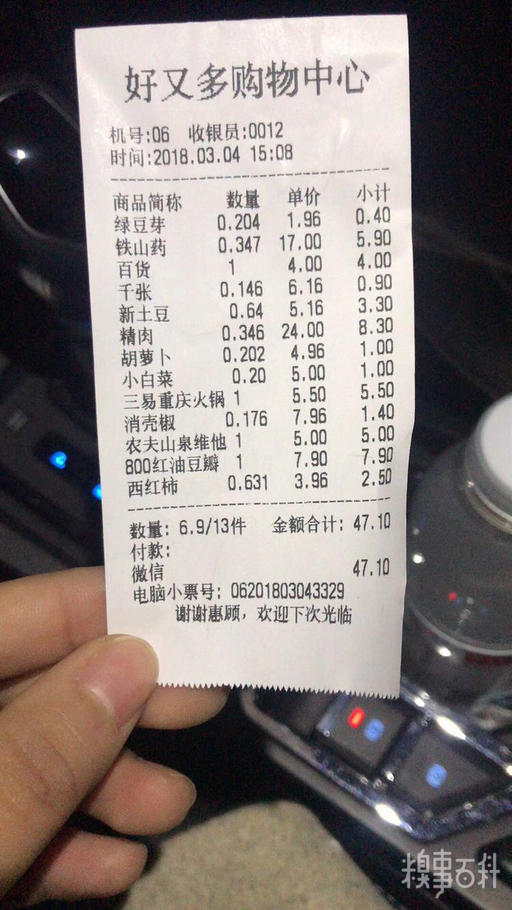 好又多购物中心
机号:06 收银员:0012
时间:2018.03.04 15:08
商品简称 数量 单价 小计
绿豆芽 0.204 1.96 0.40
铁山药 0.347 17.00 5.90
百货 1 4.00 4.00
千张 0.146 6.16 0.90
新土豆 0.64 5.16 3.30
精肉 0.346 24.00 8.30
胡萝卜 0.202 4.96 1.00
小白菜 0.20 5.00 1.00
三易重庆火锅 1 5.50 5.50
消壳椒 0.176 7.96 1.40
农夫山泉维他 1 5.00 5.00
800红油豆瓣 1 7.90 7.90
西红柿 0.631 3.96 2.50
数量: 6.9/13件 金额合计: 47.10
付款:
微信 47.10
电脑小票号: 06201803043329
谢谢惠顾，欢迎下次光临
糗事百科